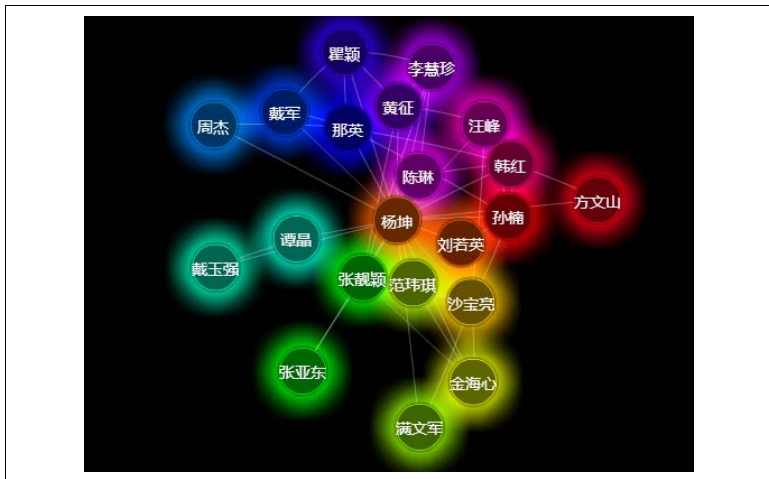 瞿颖
李慧珍
黄征
戴军
周杰
那英
汪峰
韩红
陈琳
方文山
杨坤
孙楠
刘若英
谭晶
戴玉强
张靓颖
范玮琪
沙宝亮
张亚东
金海心
满文军